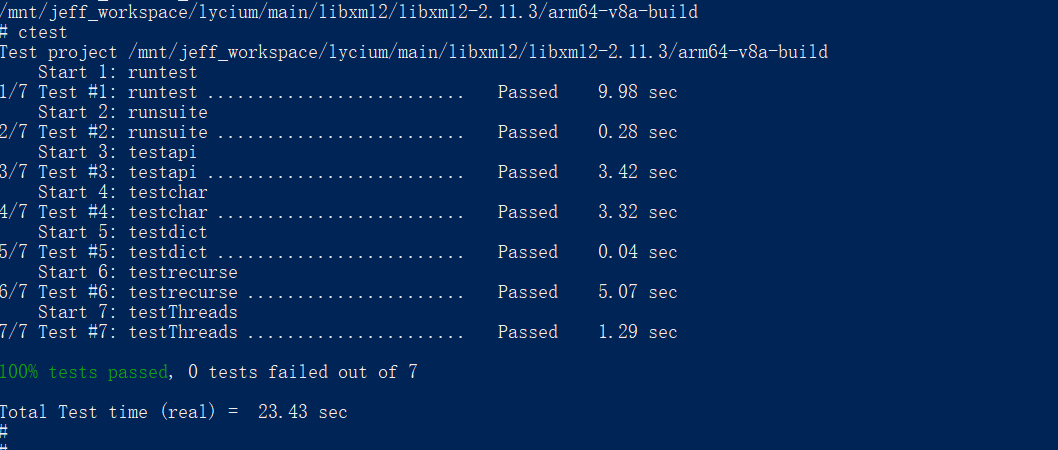 /mnt/jeff_workspace/lycium/main/libxml2/libxml2-2.11.3/arm64-v8a-build
# ctest
Test project /mnt/jeff_workspace/lycium/main/libxml2/libxml2-2.11.3/arm64-v8a-build
    Start 1: runtest
1/7 Test #1: runtest ..........................   Passed    9.98 sec
    Start 2: runsuite
2/7 Test #2: runsuite .........................   Passed    0.28 sec
    Start 3: testapi
3/7 Test #3: testapi ..........................   Passed    3.42 sec
    Start 4: testchar
4/7 Test #4: testchar .........................   Passed    3.32 sec
    Start 5: testdict
5/7 Test #5: testdict .........................   Passed    0.04 sec
    Start 6: testrecurse
6/7 Test #6: testrecurse ......................   Passed    5.07 sec
    Start 7: testThreads
7/7 Test #7: testThreads ......................   Passed    1.29 sec
100% tests passed, 0 tests failed out of 7
Total Test time (real) =  23.43 sec
#
#